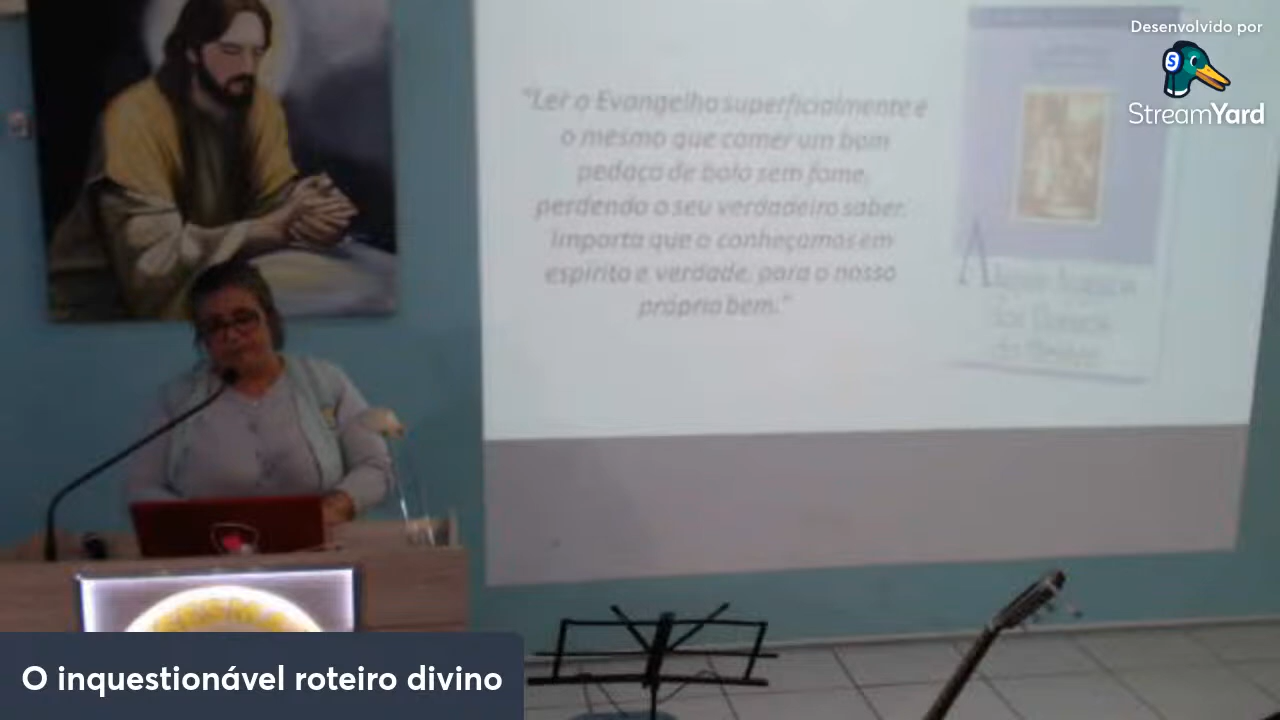 Desenvolvido por
StreamYard
"Ler o Evangelho superficialmente é
o mesmo que comer um bom
pedaço de bolo sem fome,
perdendo o seu verdadeiro sabor.
Importa que o conheçamos em
espírito e verdade, para o nosso
próprio bem."
O inquestionável roteiro divino